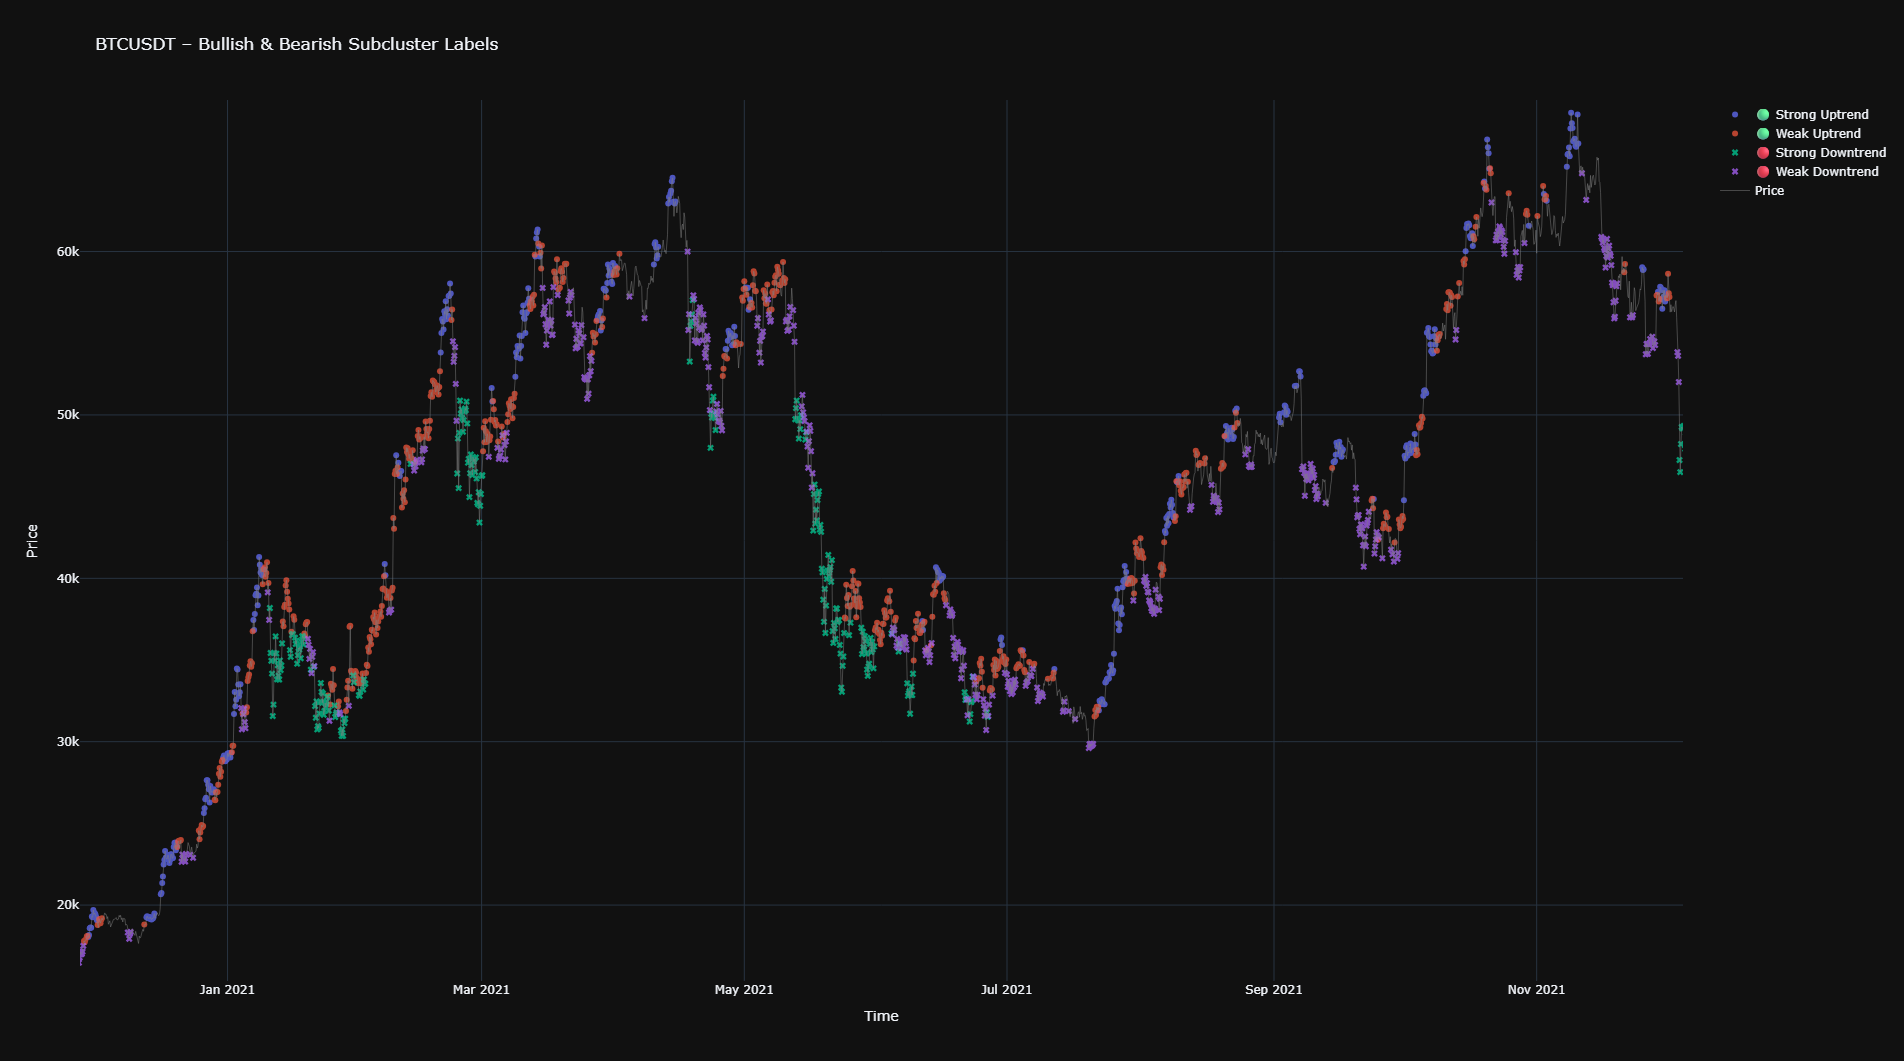 BTCUSDT – Bullish & Bearish Subcluster Labels
Strong Uptrend
Weak Uptrend
Strong Downtrend
Weak Downtrend
Price
60k
50k
40k
30k
20k
Price
Jan 2021
Mar 2021
May 2021
Jul 2021
Sep 2021
Nov 2021
Time